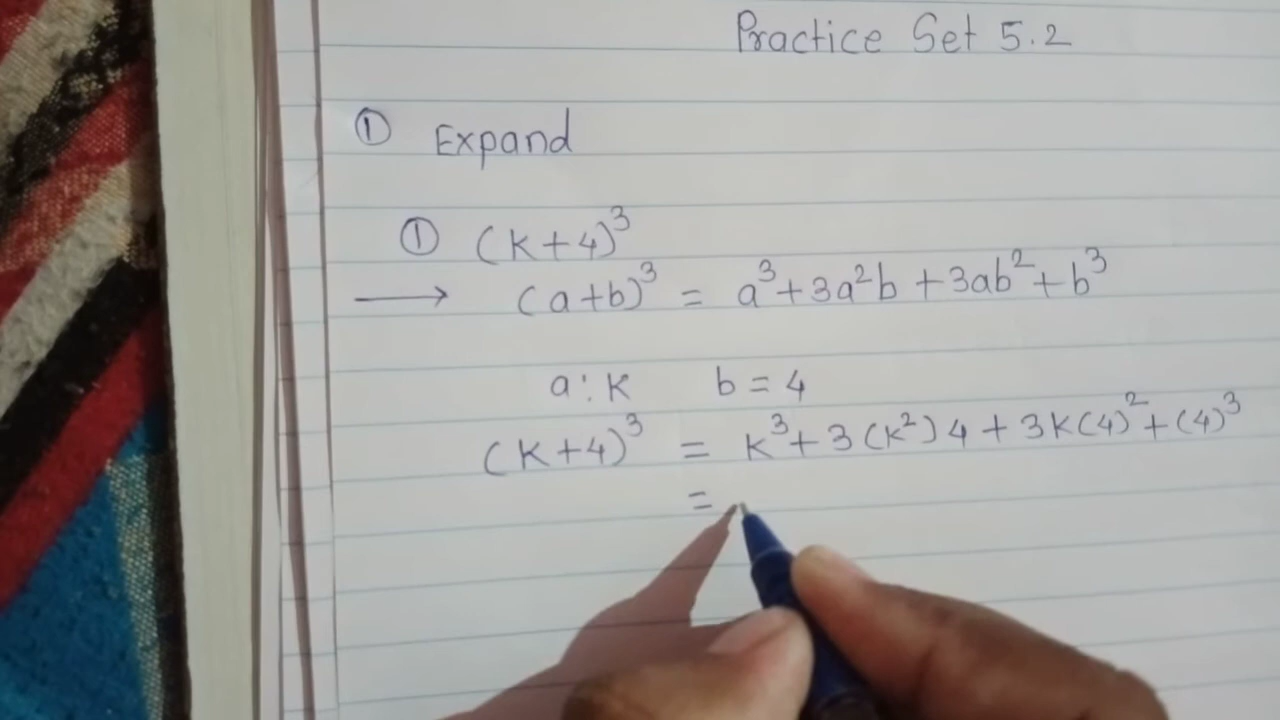 Practice Set 5.2
① Expand
① (k+4)³
⟶ (a+b)³ = a³+3a²b+3ab²+b³
a:k b=4
(k+4)³ = k³+3(k²)4+3k(4)²+(4)³
=